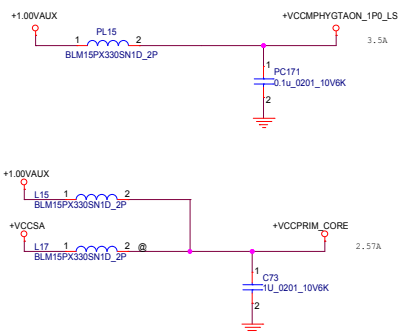 +1.00VAUX
+VCCMPHYGTAON_1P0_LS
PL15
1 2
3.5A
BLM15PX330SN1D_2P
1
PC171
0.1u_0201_10V6K
2
+1.00VAUX
L15 1 2
BLM15PX330SN1D_2P
+VCCSA
+VCCPRIM_CORE
L17 1 2 @
2.57A
BLM15PX330SN1D_2P
1
C73
1U_0201_10V6K
2